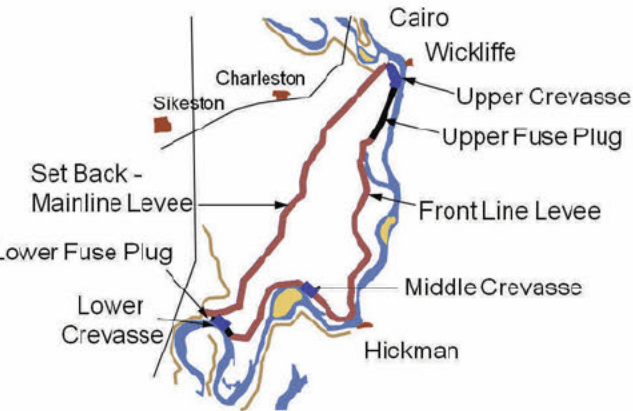 Cairo
Wickliffe
Charleston
Upper Crevasse
Sikeston
Upper Fuse Plug
Set Back -
Mainline Levee
Front Line Levee
Lower Fuse Plug
Middle Crevasse
Lower
Crevasse
Hickman